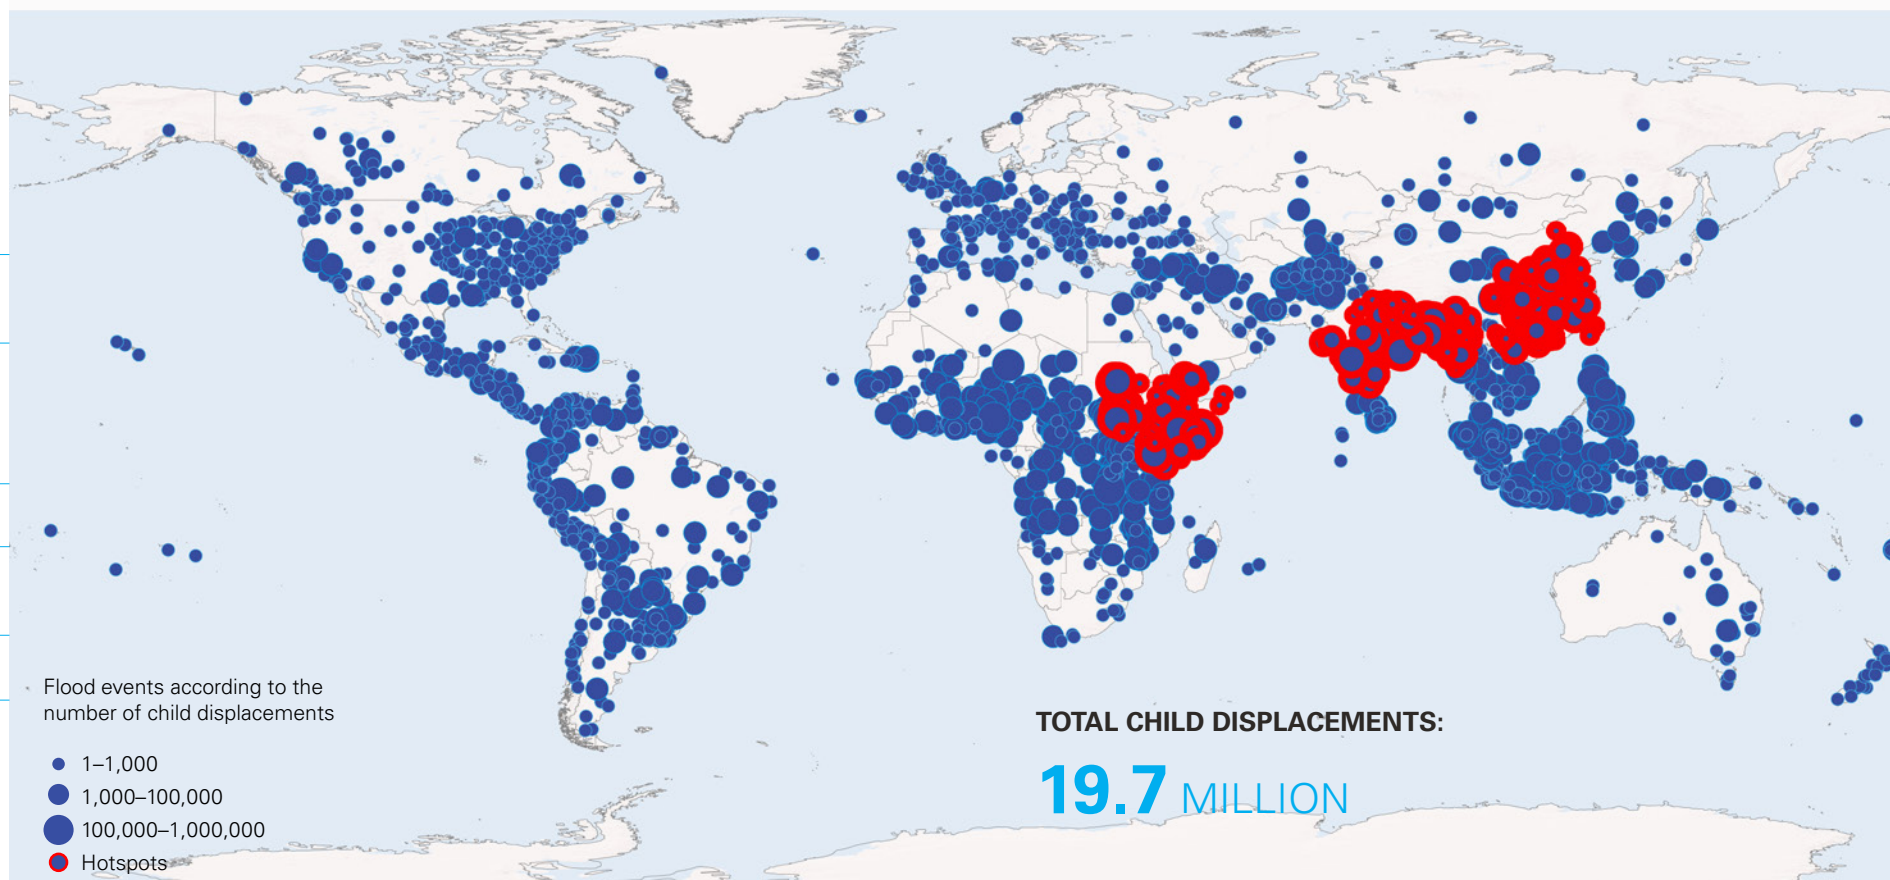 Flood events according to the
number of child displacements
1–1,000
1,000–100,000
100,000–1,000,000
Hotspots
TOTAL CHILD DISPLACEMENTS:
19.7 MILLION